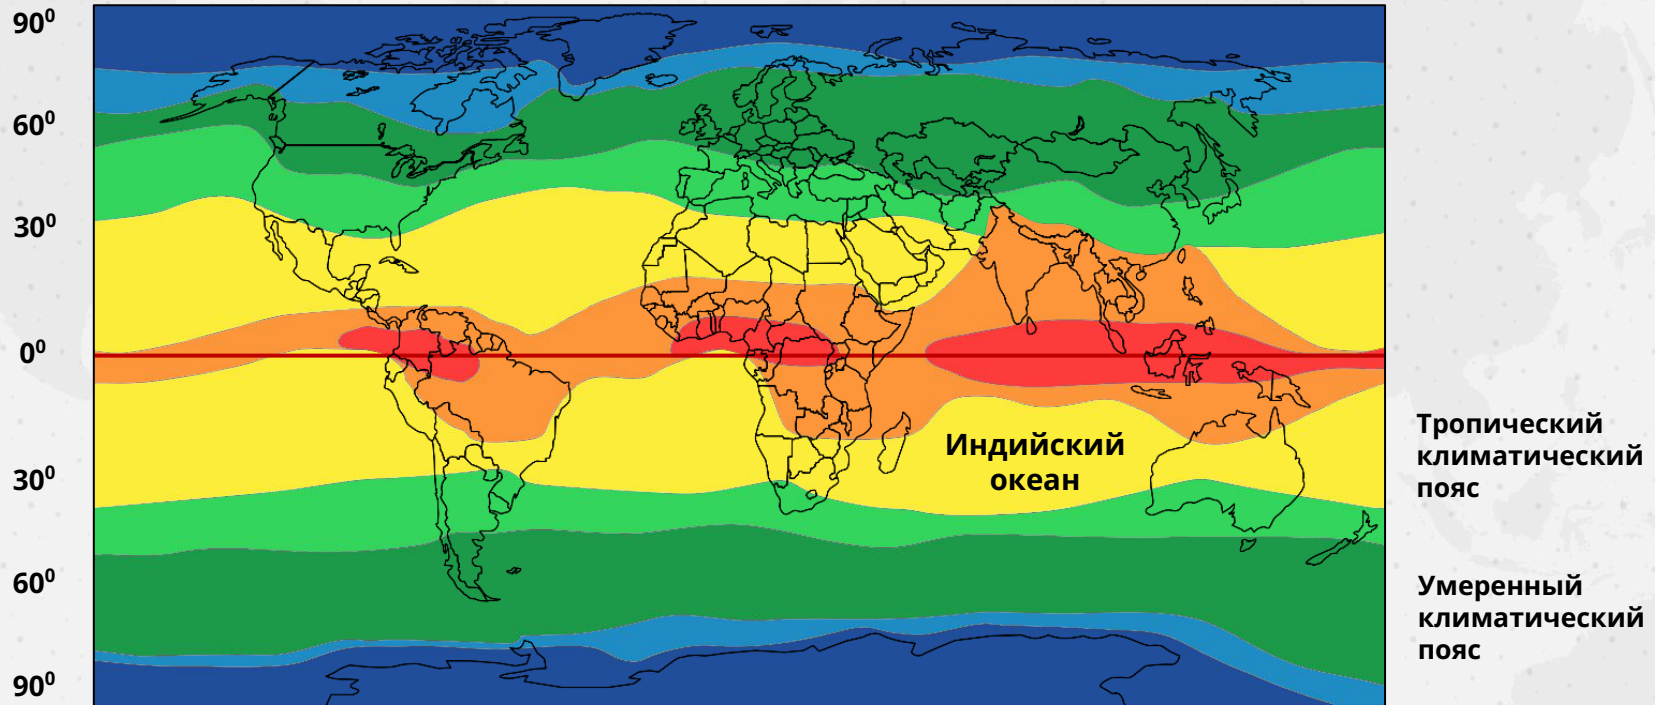 90⁰
60⁰
30⁰
0⁰
30⁰
60⁰
90⁰
Индийский
океан
Тропический
климатический
пояс
Умеренный
климатический
пояс